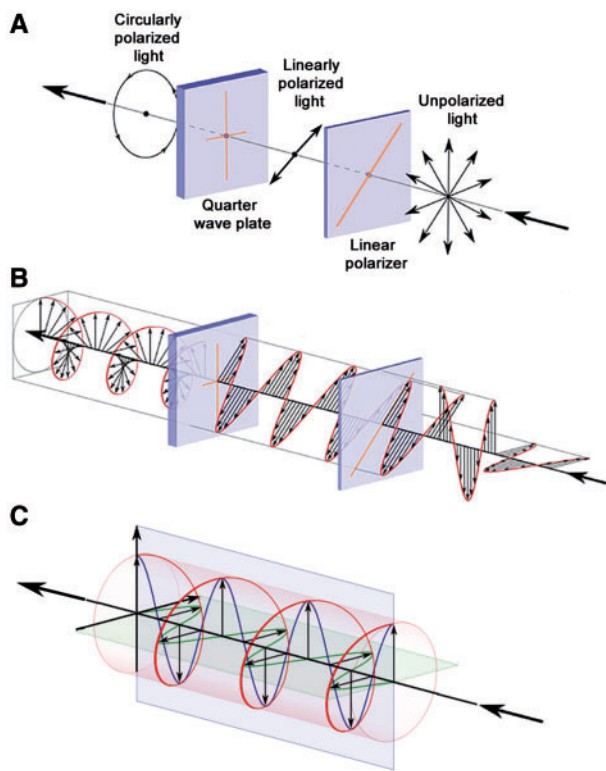 A
Circularly
polarized
light
Linearly
polarized
light
Unpolarized
light
Quarter
wave plate
Linear
polarizer
B
C